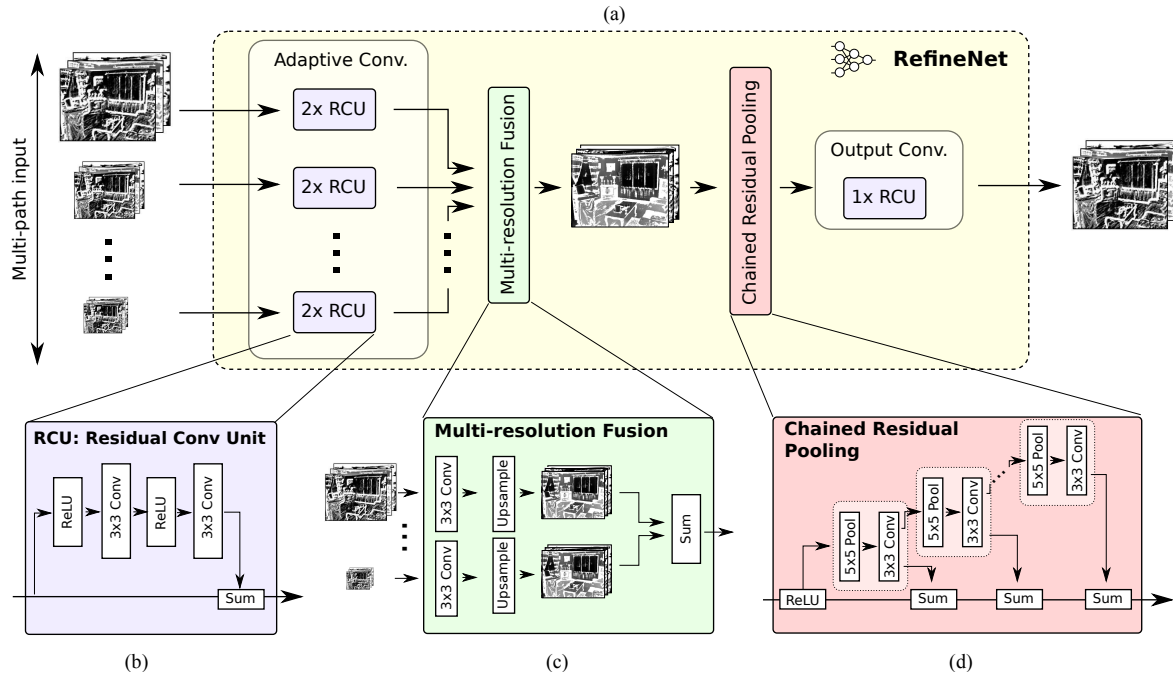 (a)
Multi-path input
Adaptive Conv.
2x RCU
2x RCU
2x RCU
Multi-resolution Fusion
Chained Residual Pooling
RefineNet
Output Conv.
1x RCU
RCU: Residual Conv Unit
ReLU
3x3 Conv
ReLU
3x3 Conv
Sum
(b)
Multi-resolution Fusion
3x3 Conv
Upsample
3x3 Conv
Upsample
Sum
(c)
Chained Residual
Pooling
ReLU
5x5 Pool
3x3 Conv
5x5 Pool
3x3 Conv
5x5 Pool
3x3 Conv
Sum
Sum
Sum
(d)